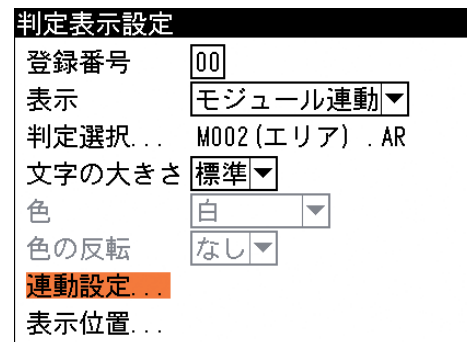 判定表示設定
登録番号 00
表示 モジュール連動▼
判定選択... M002(エリア) .AR
文字の大きさ 標準▼
色 白 ▼
色の反転 なし▼
連動設定...
表示位置...